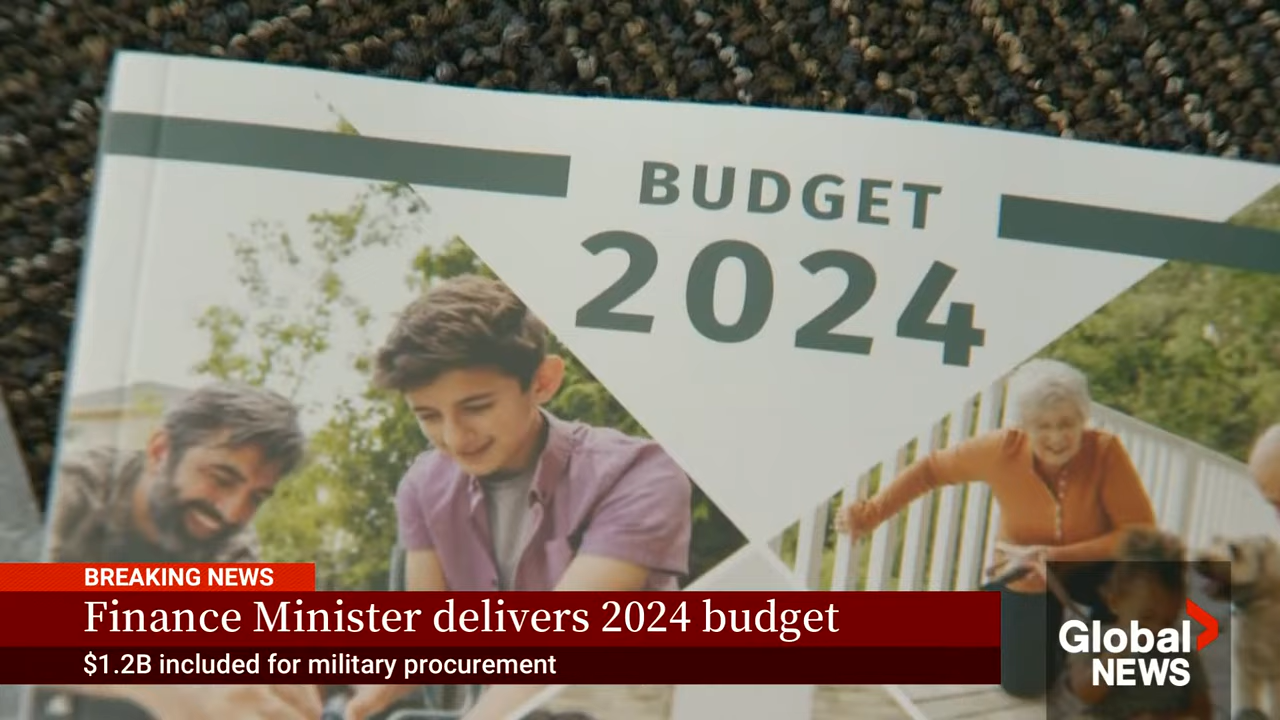 BUDGET
2024
BREAKING NEWS
Finance Minister delivers 2024 budget
$1.2B included for military procurement
Global
NEWS